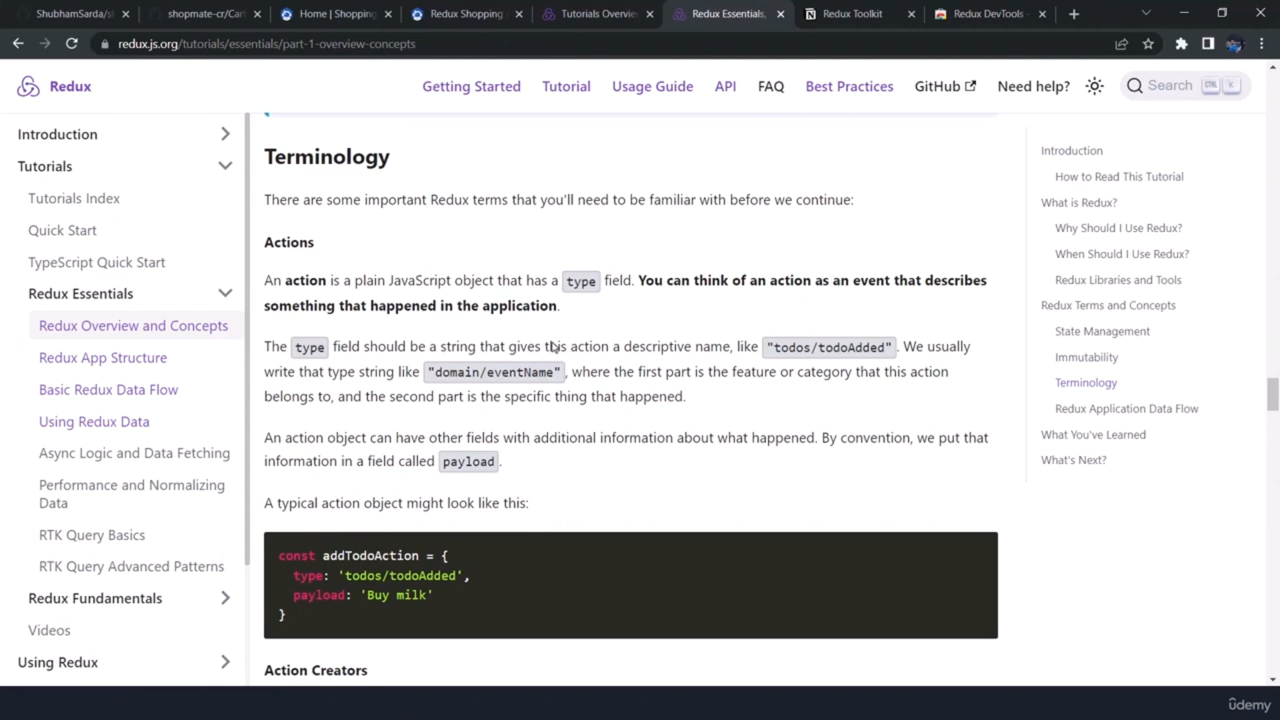 ShubhamSarda/s
shopmate-cr/Cart
Home | Shopping
Redux Shopping
Tutorials Overvie
Redux Essentials,
Redux Toolkit
Redux DevTools -
redux.js.org/tutorials/essentials/part-1-overview-concepts
Redux
Getting Started
Tutorial
Usage Guide
API
FAQ
Best Practices
GitHub
Need help?
Search
CTRL
K
Introduction
Tutorials
Tutorials Index
Quick Start
TypeScript Quick Start
Redux Essentials
Redux Overview and Concepts
Redux App Structure
Basic Redux Data Flow
Using Redux Data
Async Logic and Data Fetching
Performance and Normalizing
Data
RTK Query Basics
RTK Query Advanced Patterns
Redux Fundamentals
Videos
Using Redux
Terminology
There are some important Redux terms that you'll need to be familiar with before we continue:
Actions
An action is a plain JavaScript object that has a type field. You can think of an action as an event that describes
something that happened in the application.
The type field should be a string that gives this action a descriptive name, like "todos/todoAdded". We usually
write that type string like "domain/eventName", where the first part is the feature or category that this action
belongs to, and the second part is the specific thing that happened.
An action object can have other fields with additional information about what happened. By convention, we put that
information in a field called payload.
A typical action object might look like this:
const addTodoAction = {
type: 'todos/todoAdded',
payload: 'Buy milk'
}
Action Creators
Introduction
How to Read This Tutorial
What is Redux?
Why Should I Use Redux?
When Should I Use Redux?
Redux Libraries and Tools
Redux Terms and Concepts
State Management
Immutability
Terminology
Redux Application Data Flow
What You've Learned
What's Next?
ûdemy